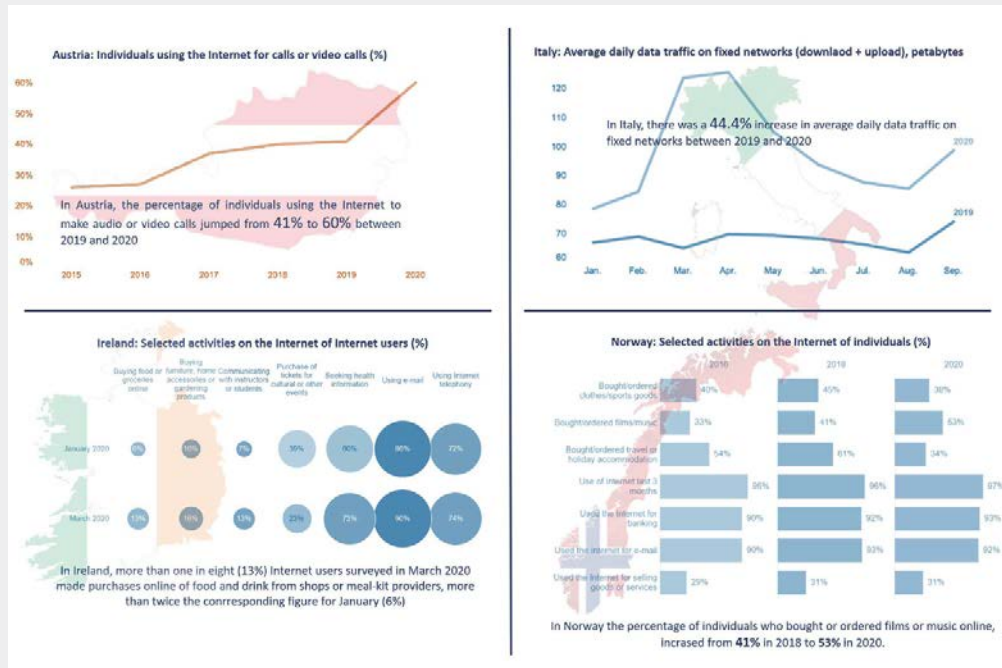 Austria: Individuals using the Internet for calls or video calls (%)
60%
50%
40%
30%
20%
10%
0%
In Austria, the percentage of individuals using the Internet to
make audio or video calls jumped from 41% to 60% between
2019 and 2020
2015 2016 2017 2018 2019 2020
Italy: Average daily data traffic on fixed networks (downlaod + upload), petabytes
120
110
100
90
80
70
60
In Italy, there was a 44.4% increase in average daily data traffic on
fixed networks between 2019 and 2020
2020
2019
Jan. Feb. Mar. Apr. May Jun. Jul. Aug. Sep.
Ireland: Selected activities on the Internet of Internet users (%)
Buying food or
groceries
online
Buying
furniture, home
accessories or
gardening
products
Communicating
with instructors
or students
Purchase of
tickets for
cultural or other
events
Seeking health
information
Using e-mail
Using Internet
telephony
January 2020 6% 10% 7% 60% 88% 72%
March 2020 13% 13% 23% 73% 90% 74%
In Ireland, more than one in eight (13%) Internet users surveyed in March 2020
made purchases online of food and drink from shops or meal-kit providers, more
than twice the conrresponding figure for January (6%)
Norway: Selected activities on the Internet of individuals (%)
2016 2018 2020
Bought/ordered
clothes/sports goods
40% 45%
Bought/ordered films/music
33% 41% 53%
Bought/ordered travel or
holiday accommodation
54% 61% 34%
Use of internet last 3
months
96% 97%
Used the Internet for
banking
90% 92% 93%
Used the internet for e-mail
90% 93% 92%
Used the Internet for selling
goods or services
29% 31% 31%
In Norway the percentage of individuals who bought or ordered films or music online,
incrased from 41% in 2018 to 53% in 2020.